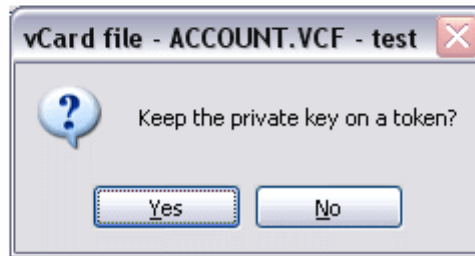 vCard file - ACCOUNT.VCF - test
Keep the private key on a token?
Yes
No